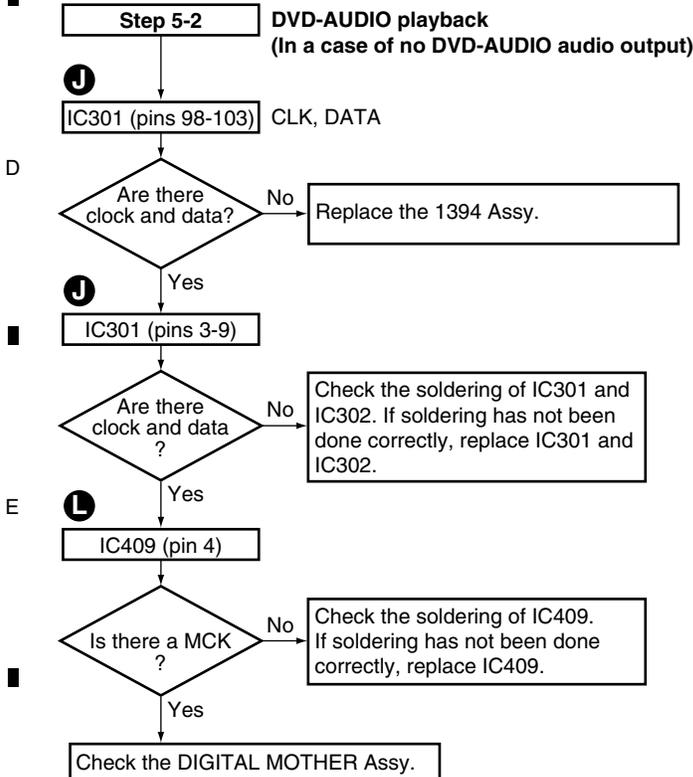 Step 5-2
DVD-AUDIO playback
(In a case of no DVD-AUDIO audio output)
J
IC301 (pins 98-103)
CLK, DATA
D
Are there
clock and data?
No
Replace the 1394 Assy.
Yes
J
IC301 (pins 3-9)
Are there
clock and data
?
No
Check the soldering of IC301 and
IC302. If soldering has not been
done correctly, replace IC301 and
IC302.
Yes
E
L
IC409 (pin 4)
Is there a MCK
?
No
Check the soldering of IC409.
If soldering has not been done
correctly, replace IC409.
Yes
Check the DIGITAL MOTHER Assy.